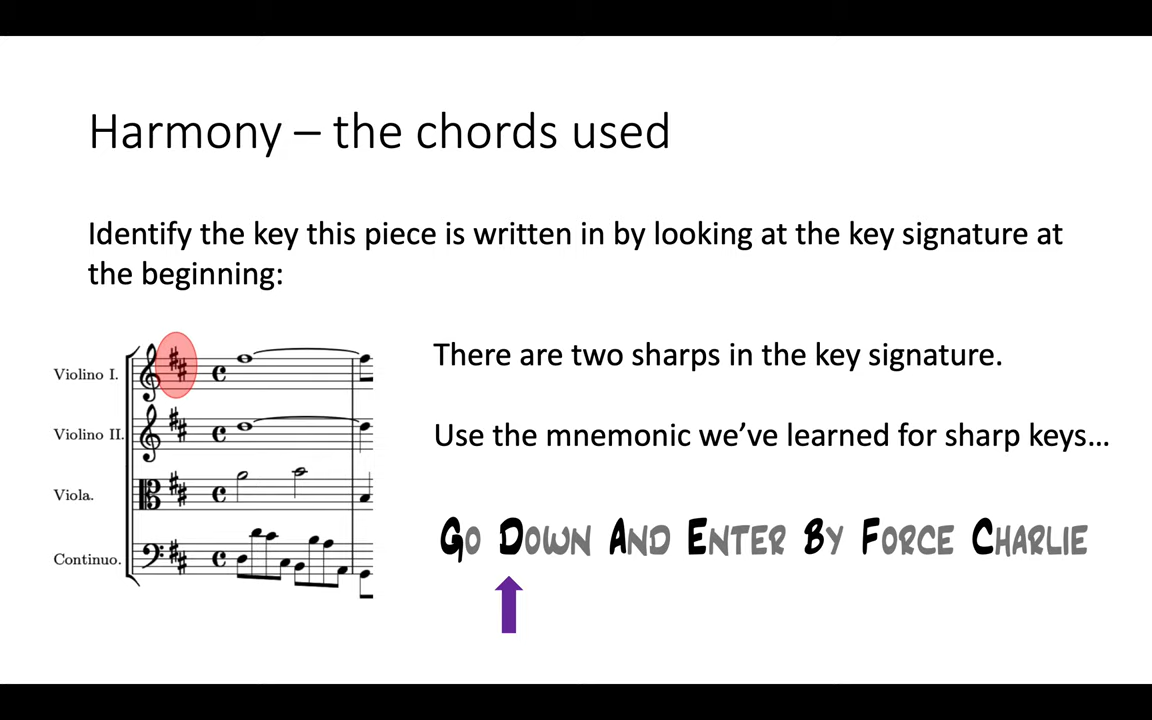 Harmony – the chords used
Identify the key this piece is written in by looking at the key signature at
the beginning:
Violino I.
Violino II.
Viola.
Continuo.
There are two sharps in the key signature.
Use the mnemonic we’ve learned for sharp keys…
Go Down And Enter By Force Charlie